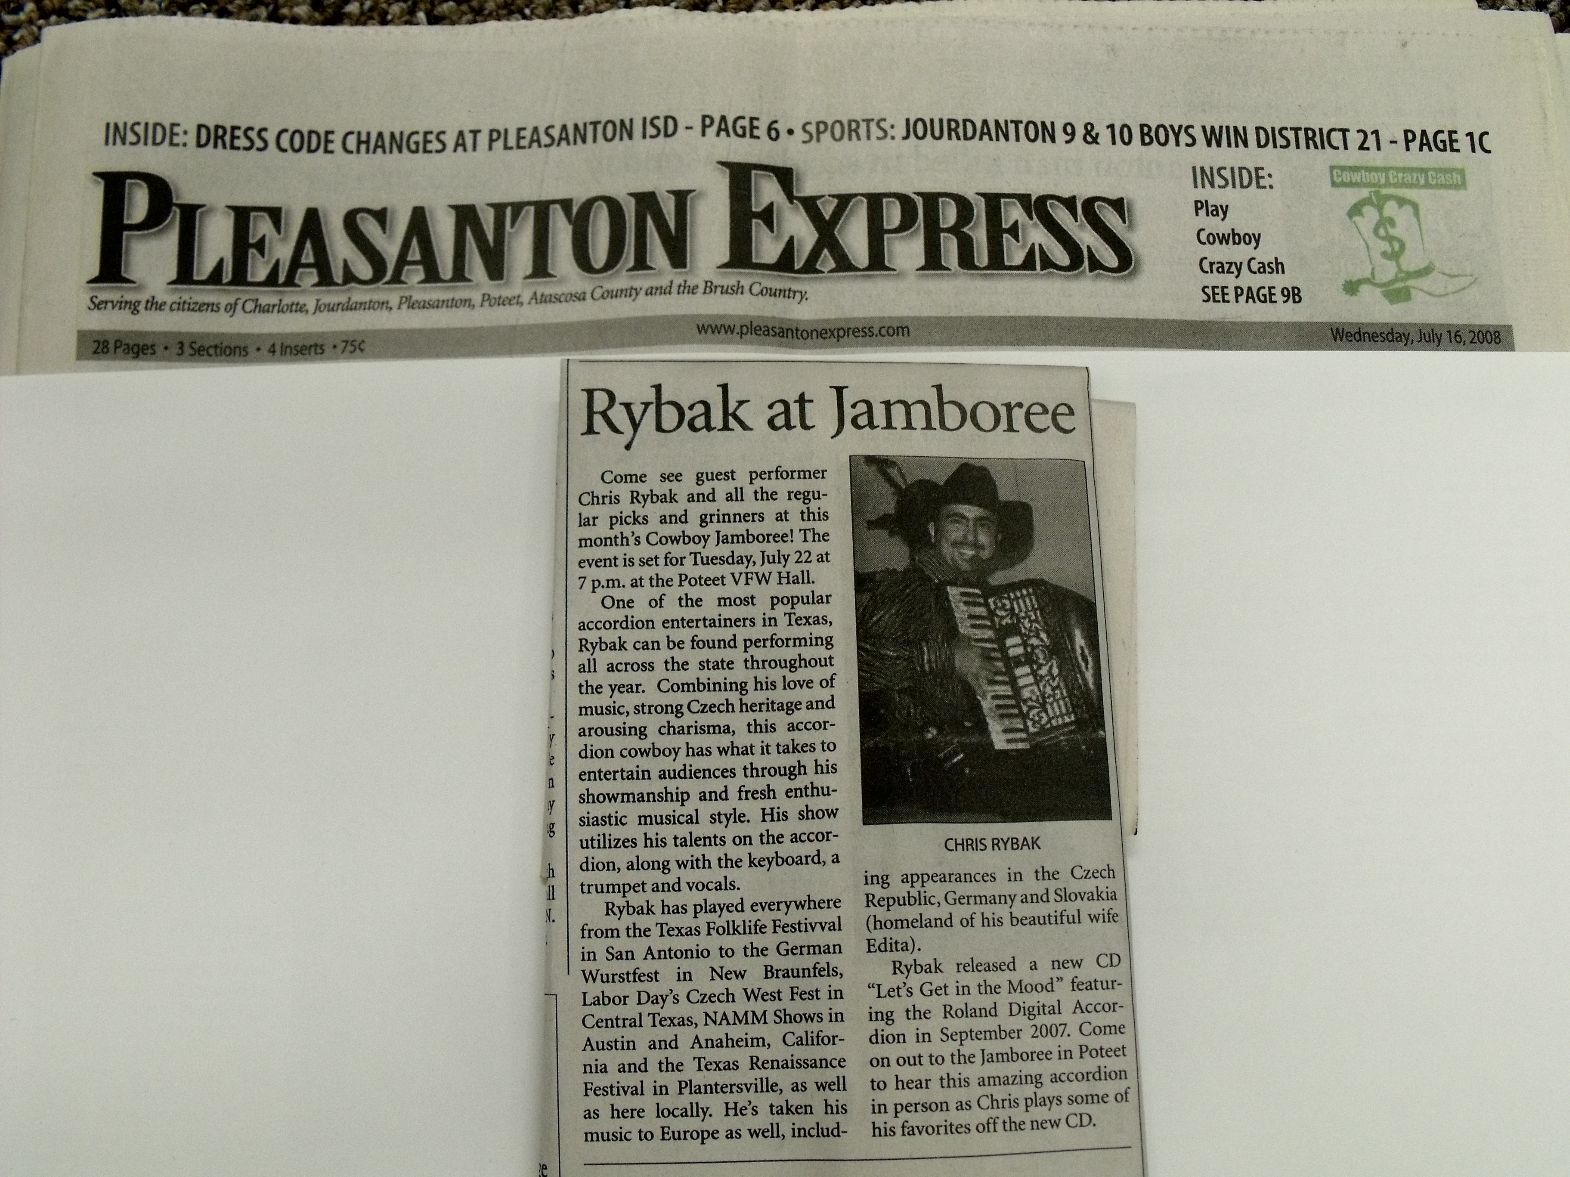 INSIDE: DRESS CODE CHANGES AT PLEASANTON ISD - PAGE 6 • SPORTS: JOURDANTON 9 & 10 BOYS WIN DISTRICT 21 - PAGE 1C
PLEASANTON EXPRESS
Serving the citizens of Charlotte, Jourdanton, Pleasanton, Poteet, Atascosa County and the Brush Country.
INSIDE:
Play
Cowboy
Crazy Cash
SEE PAGE 9B
Cowboy Crazy Cash
$
28 Pages • 3 Sections • 4 Inserts • 75¢
www.pleasantonexpress.com
Wednesday, July 16, 2008
Rybak at Jamboree
Come see guest performer
Chris Rybak and all the regu-
lar picks and grinners at this
month's Cowboy Jamboree! The
event is set for Tuesday, July 22 at
7 p.m. at the Poteet VFW Hall.
One of the most popular
accordion entertainers in Texas,
Rybak can be found performing
all across the state throughout
the year. Combining his love of
music, strong Czech heritage and
arousing charisma, this accor-
dion cowboy has what it takes to
entertain audiences through his
showmanship and fresh enthu-
siastic musical style. His show
utilizes his talents on the accor-
dion, along with the keyboard, a
trumpet and vocals.
Rybak has played everywhere
from the Texas Folklife Festivval
in San Antonio to the German
Wurstfest in New Braunfels,
Labor Day's Czech West Fest in
Central Texas, NAMM Shows in
Austin and Anaheim, Califor-
nia and the Texas Renaissance
Festival in Plantersville, as well
as here locally. He's taken his
music to Europe as well, includ-
CHRIS RYBAK
ing appearances in the Czech
Republic, Germany and Slovakia
(homeland of his beautiful wife
Edita).
Rybak released a new CD
"Let's Get in the Mood" featur-
ing the Roland Digital Accor-
dion in September 2007. Come
on out to the Jamboree in Poteet
to hear this amazing accordion
in person as Chris plays some of
his favorites off the new CD.